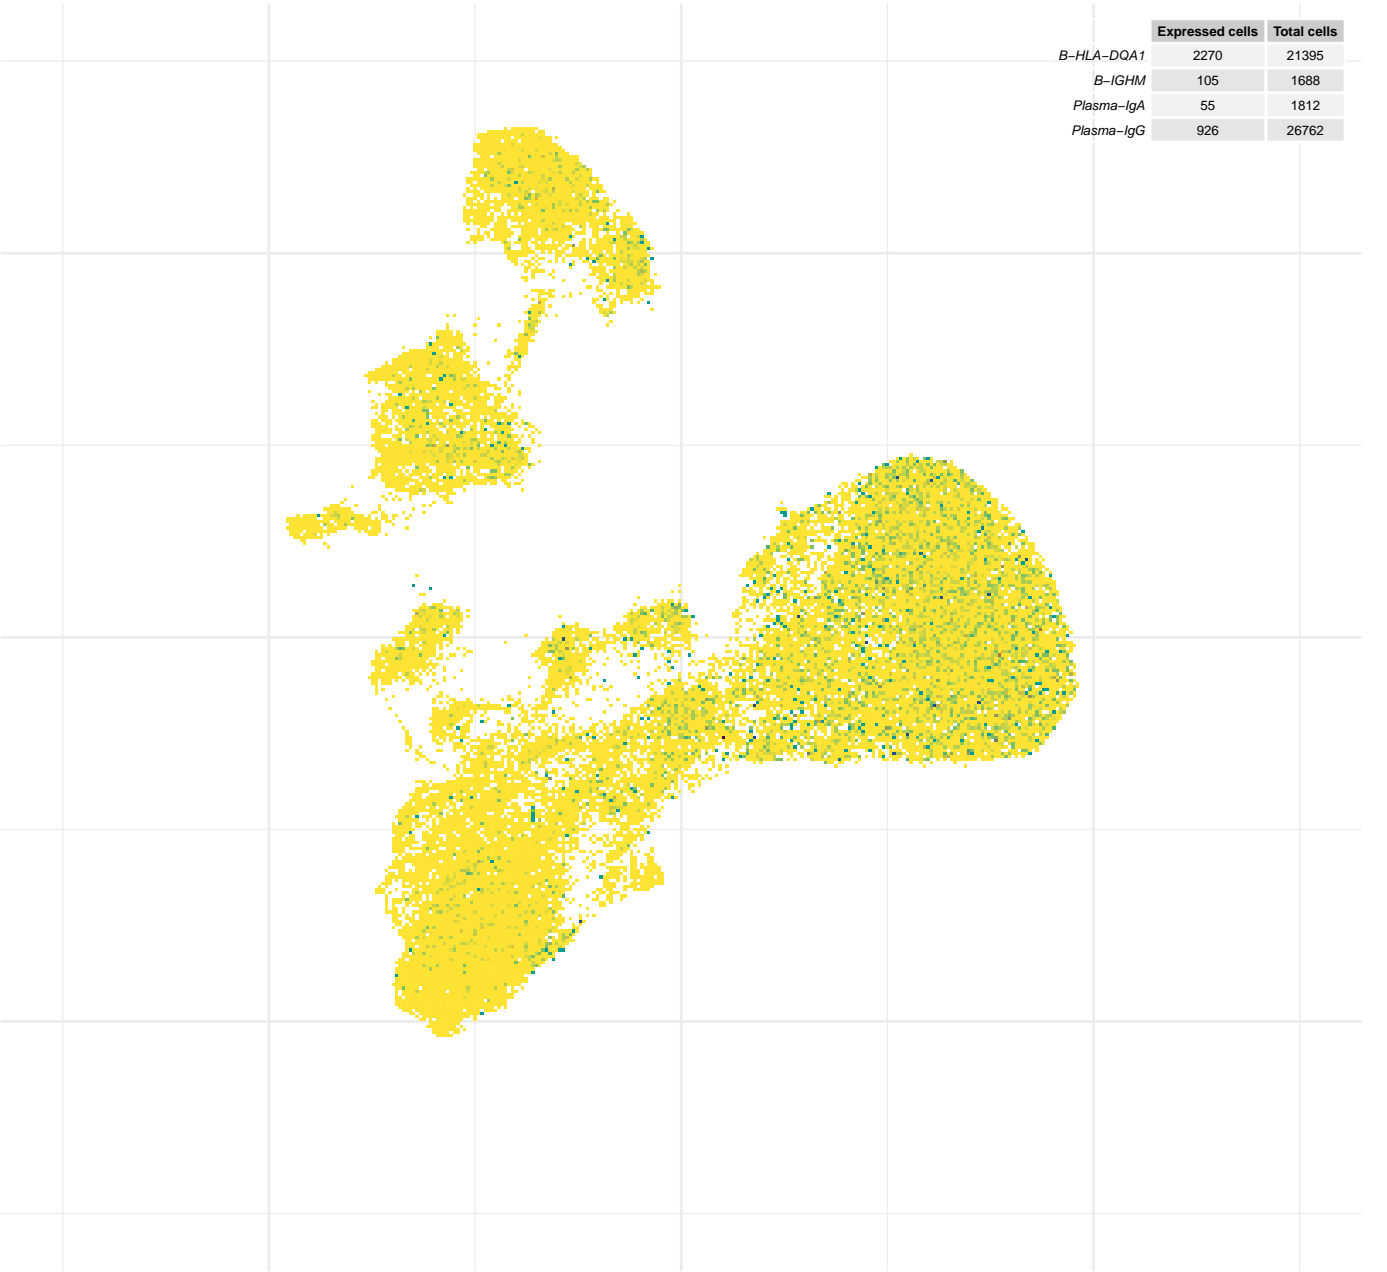 Expressed cells Total cells
B−HLA−DQA1 2270 21395
B−IGHM 105 1688
Plasma−IgA 55 1812
Plasma−IgG 926 26762